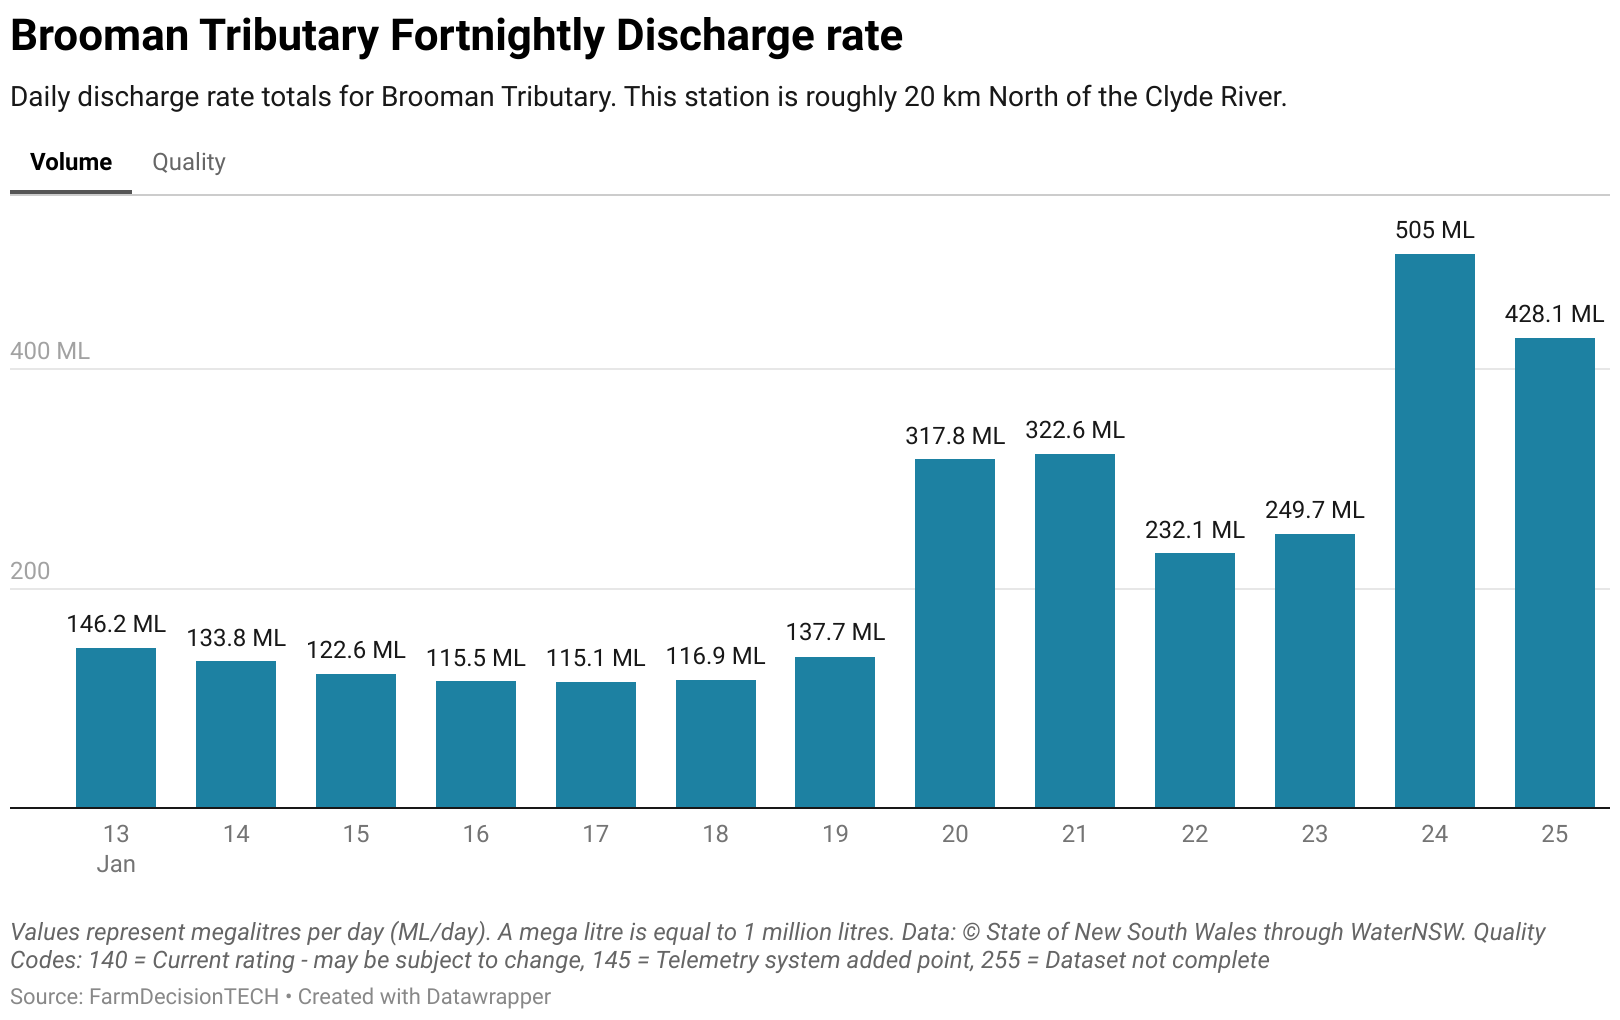 Brooman Tributary Fortnightly Discharge rate
Daily discharge rate totals for Brooman Tributary. This station is roughly 20 km North of the Clyde River.
Volume Quality
505 ML
428.1 ML
400 ML
317.8 ML 322.6 ML
232.1 ML 249.7 ML
200
146.2 ML 133.8 ML 122.6 ML 115.5 ML 115.1 ML 116.9 ML 137.7 ML
13 14 15 16 17 18 19 20 21 22 23 24 25
Jan
Values represent megalitres per day (ML/day). A mega litre is equal to 1 million litres. Data: © State of New South Wales through WaterNSW. Quality
Codes: 140 = Current rating - may be subject to change, 145 = Telemetry system added point, 255 = Dataset not complete
Source: FarmDecisionTECH • Created with Datawrapper